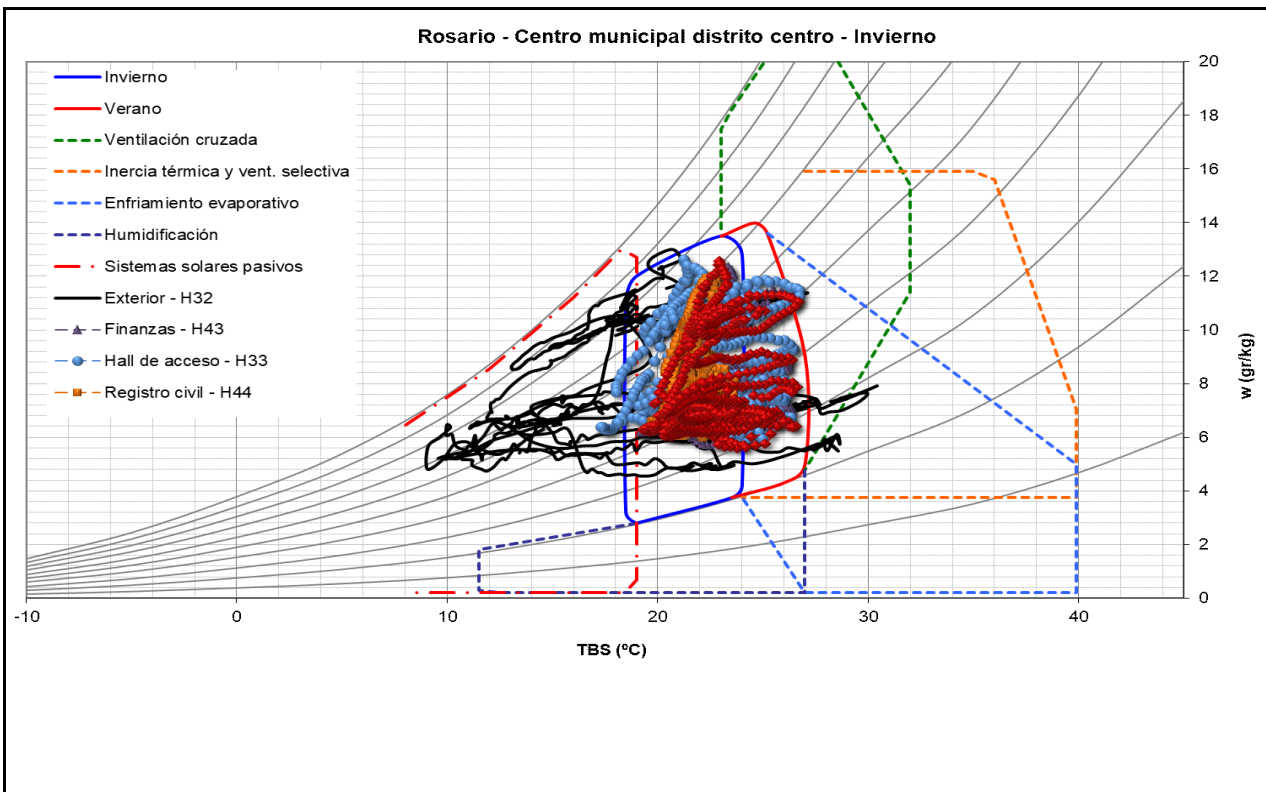 Rosario - Centro municipal distrito centro - Invierno
Invierno
Verano
Ventilación cruzada
Inercia térmica y vent. selectiva
Enfriamiento evaporativo
Humidificación
Sistemas solares pasivos
Exterior - H32
Finanzas - H43
Hall de acceso - H33
Registro civil - H44
20
18
16
14
12
10
8
6
4
2
0
w (gr/kg)
-10 0 10 20 30 40
TBS (ºC)